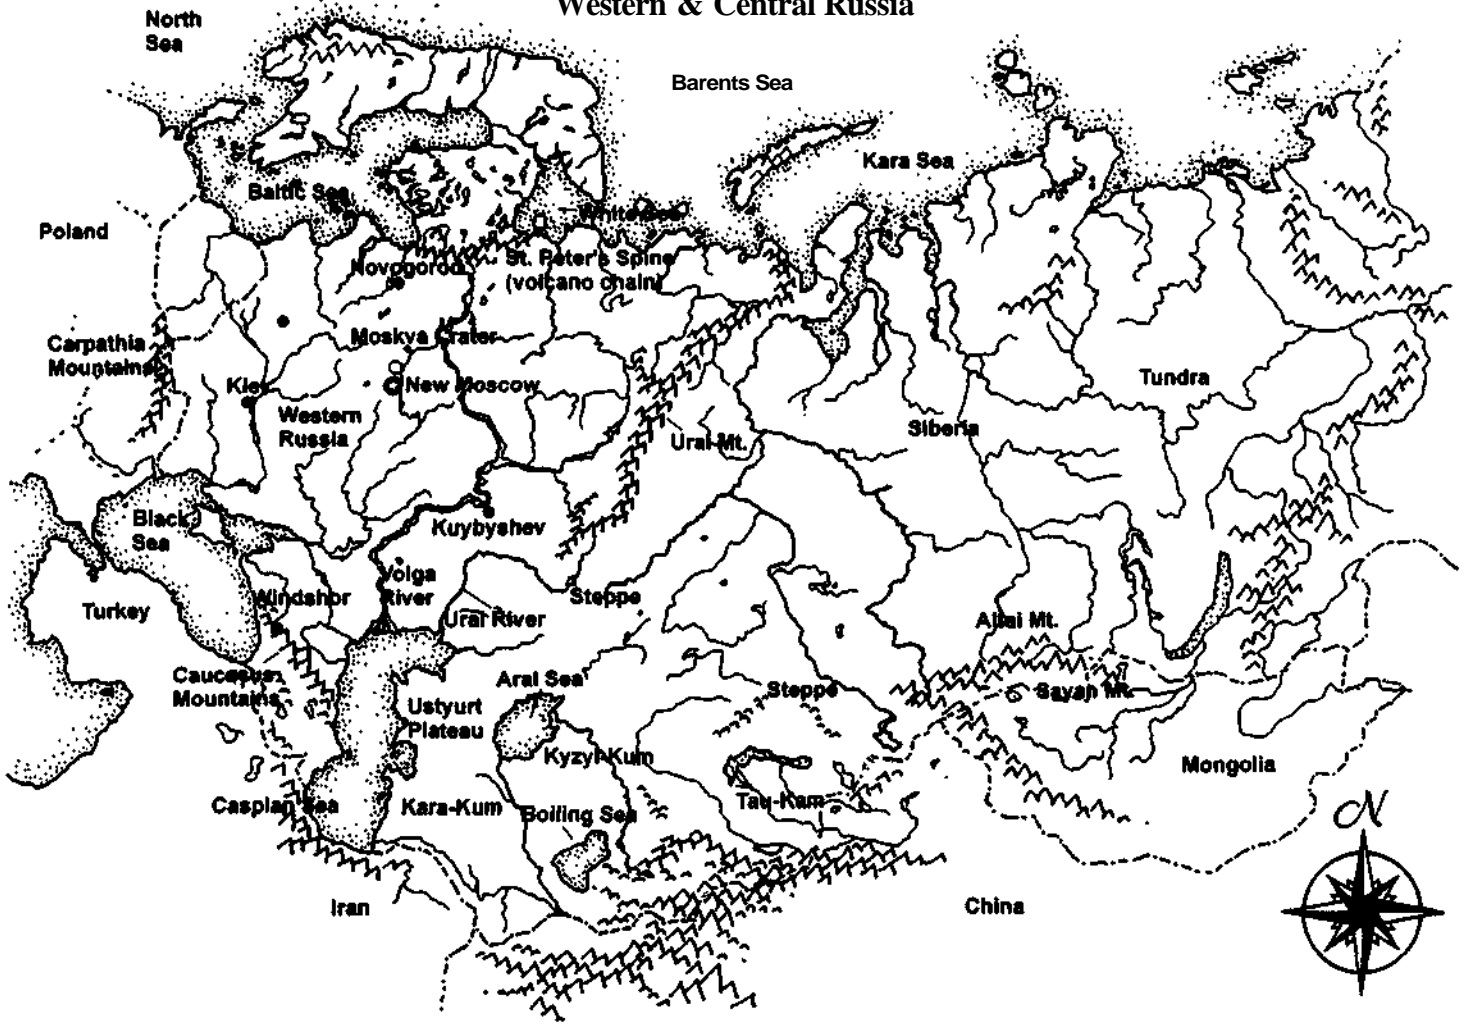 Western & Central Russia
North
Sea
Barents Sea
Kara Sea
Baltic Sea
White Sea
Poland
Novogorod
St. Peter's Spine
(volcano chain)
Carpathia
Mountains
Moskva Crater
Kiev
New Moscow
Tundra
Western
Russia
Ural Mt.
Siberia
Black
Sea
Kuybyshev
Volga
River
Windshor
Steppe
Turkey
Ural River
Altai Mt.
Caucasus
Mountains
Aral Sea
Steppe
Sayan Mt.
Ustyurt
Plateau
Kyzyl-Kum
Mongolia
Caspian Sea
Kara-Kum
Boiling Sea
Tau-Kam
N
Iran
China